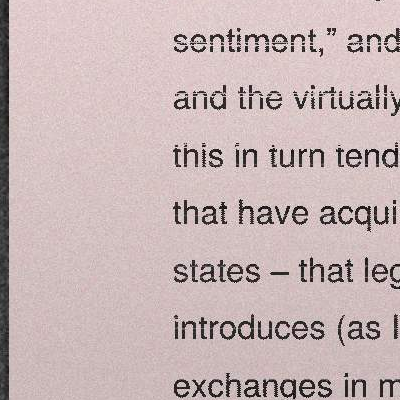 sentiment,” and
and the virtually
this in turn tend
that have acqui
states – that leg
introduces (as
exchanges in m